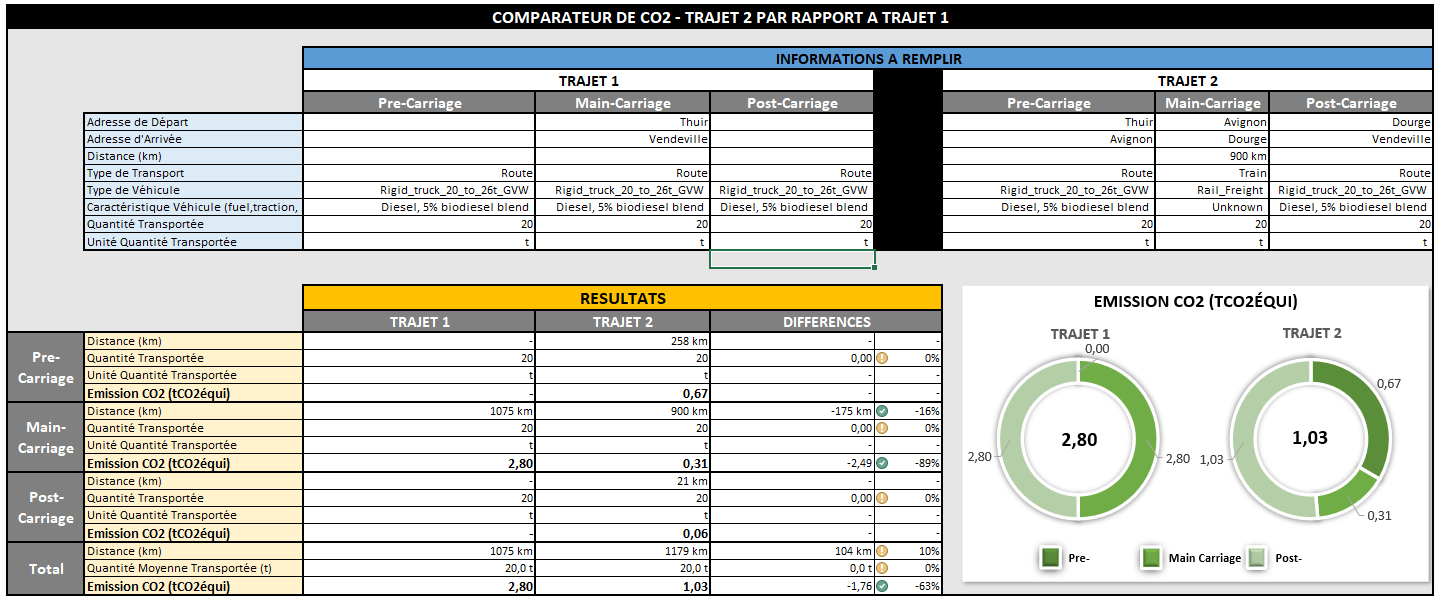 COMPARATEUR DE CO2 - TRAJET 2 PAR RAPPORT A TRAJET 1
INFORMATIONS A REMPLIR
TRAJET 1 TRAJET 2
Pre-Carriage Main-Carriage Post-Carriage Pre-Carriage Main-Carriage Post-Carriage
Adresse de Départ Thuir Thuir Avignon Dourge
Adresse d'Arrivée Vendeville Avignon Dourge Vendeville
Distance (km) 900 km
Type de Transport Route Route Route Route Train Route
Type de Véhicule Rigid_truck_20_to_26t_GVW Rigid_truck_20_to_26t_GVW Rigid_truck_20_to_26t_GVW Rigid_truck_20_to_26t_GVW Rail_Freight Rigid_truck_20_to_26t_GVW
Caractéristique Véhicule (fuel,traction, Diesel, 5% biodiesel blend Diesel, 5% biodiesel blend Diesel, 5% biodiesel blend Diesel, 5% biodiesel blend Unknown Diesel, 5% biodiesel blend
Quantité Transportée 20 20 20 20 20 20
Unité Quantité Transportée t t t t t t
RESULTATS
TRAJET 1 TRAJET 2 DIFFERENCES
Pre-Carriage
Distance (km) - 258 km - -
Quantité Transportée 20 20 0,00 0%
Unité Quantité Transportée t t - -
Emission CO2 (tCO2équi) - 0,67 - -
Main-Carriage
Distance (km) 1075 km 900 km -175 km -16%
Quantité Transportée 20 20 0,00 0%
Unité Quantité Transportée t t - -
Emission CO2 (tCO2équi) 2,80 0,31 -2,49 -89%
Post-Carriage
Distance (km) - 21 km - -
Quantité Transportée 20 20 0,00 0%
Unité Quantité Transportée t t - -
Emission CO2 (tCO2équi) - 0,06 - -
Total
Distance (km) 1075 km 1179 km 104 km 10%
Quantité Moyenne Transportée (t) 20,0 t 20,0 t 0,0 t 0%
Emission CO2 (tCO2équi) 2,80 1,03 -1,76 -63%
EMISSION CO2 (TCO2ÉQUI)
TRAJET 1 TRAJET 2
0,00
0,67
2,80
1,03
2,80
2,80
1,03
0,31
Pre- Main Carriage Post-